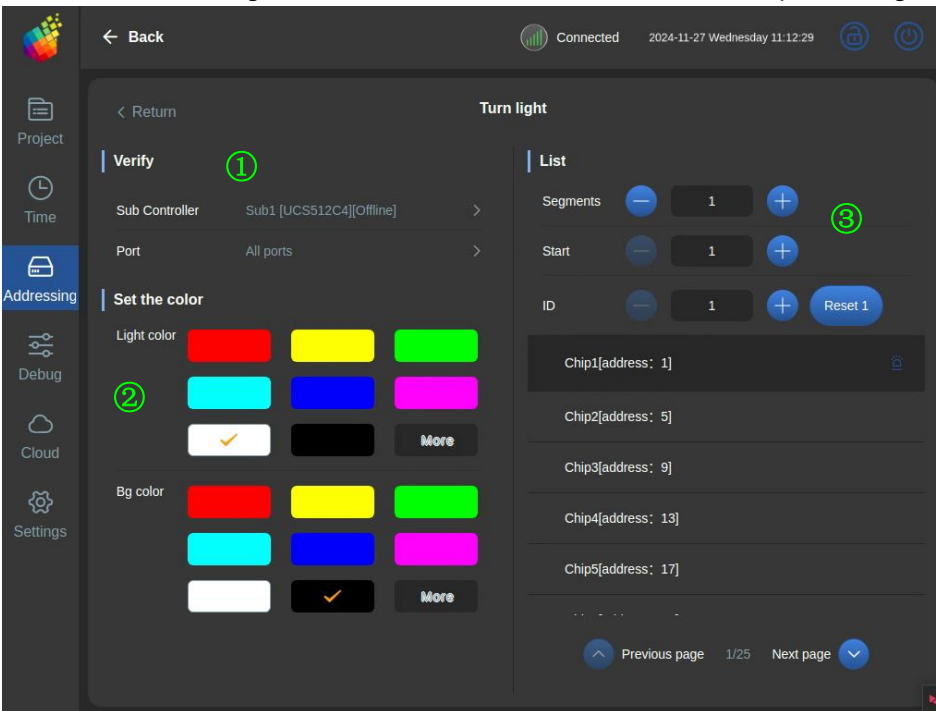 Back
Connected
2024-11-27 Wednesday 11:12:29
Project
Time
Addressing
Debug
Cloud
Settings
< Return
Turn light
Verify
①
Sub Controller
Sub1 [UCS512C4][Offline]
Port
All ports
Set the color
Light color
②
More
Bg color
More
List
Segments
1
③
Start
1
ID
1
Reset 1
Chip1[address：1]
Chip2[address：5]
Chip3[address：9]
Chip4[address：13]
Chip5[address：17]
Previous page
1/25
Next page